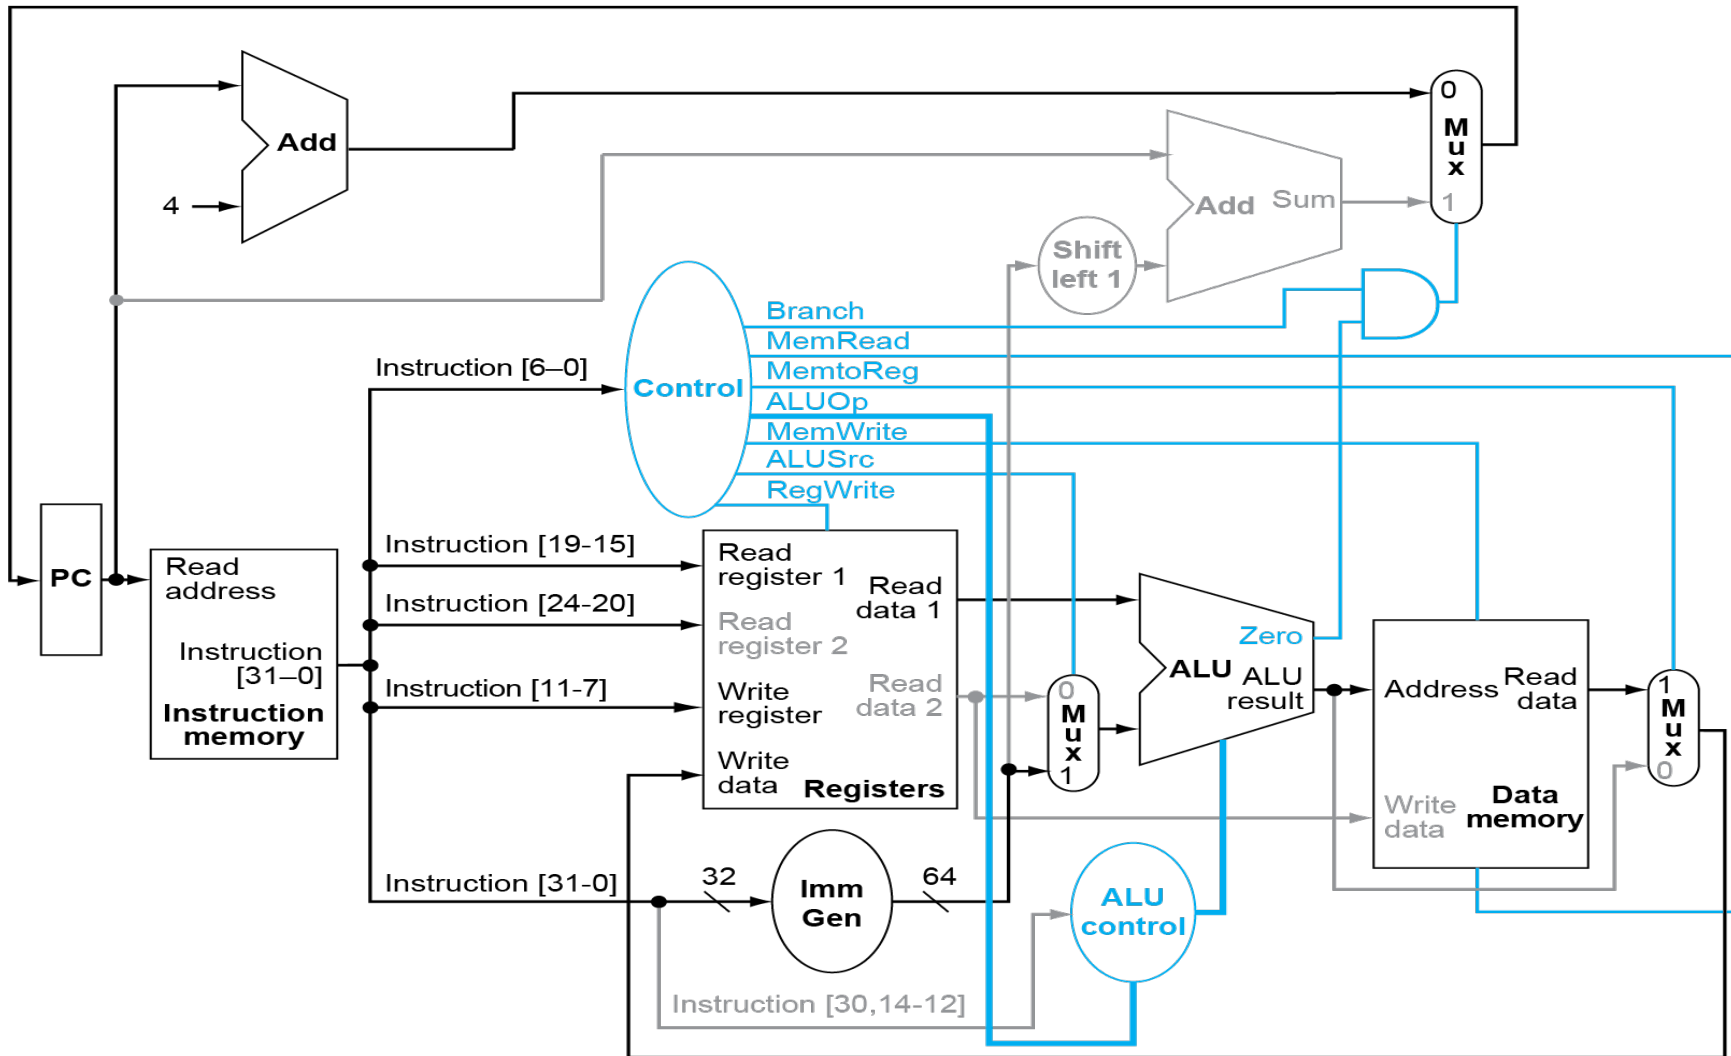 Add
4
0
Mux
1
Add Sum
Shift
left 1
Branch
MemRead
MemtoReg
ALUOp
MemWrite
ALUSrc
RegWrite
Control
Instruction [6–0]
PC
Read
address
Instruction
[31–0]
Instruction
memory
Instruction [19-15]
Instruction [24-20]
Instruction [11-7]
Instruction [31-0]
Read
register 1
Read
register 2
Write
register
Write
data
Read
data 1
Read
data 2
Registers
0
Mux
1
Zero
ALU
ALU
result
Address
Read
data
Write
data
Data
memory
1
Mux
0
32
Imm
Gen
64
ALU
control
Instruction [30,14-12]